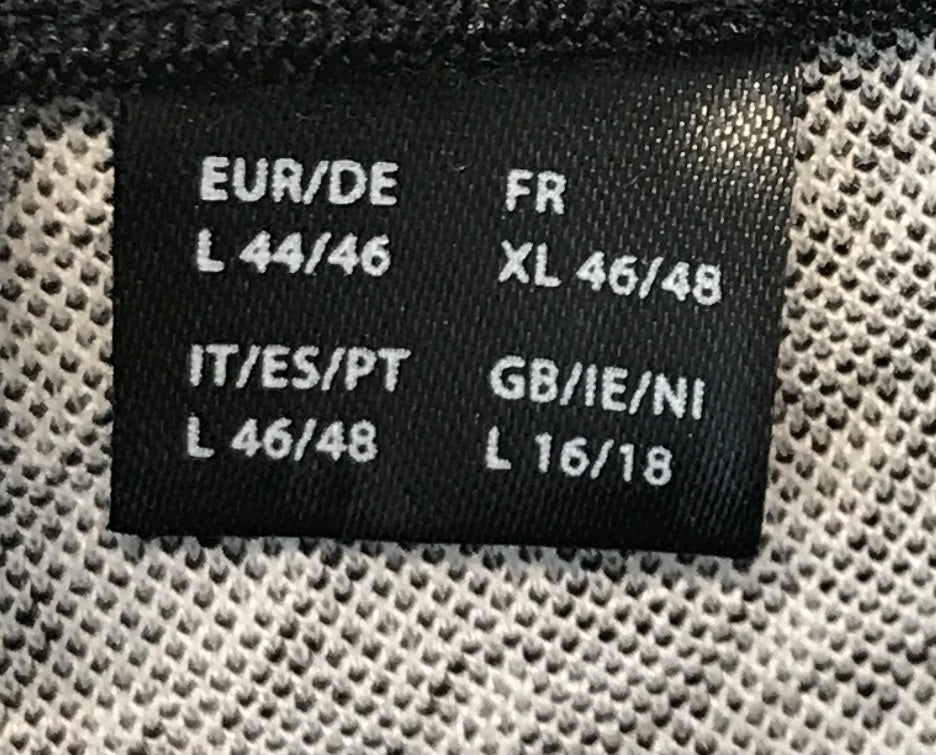 EUR/DE
L 44/46
FR
XL 46/48
IT/ES/PT
L 46/48
GB/IE/NI
L 16/18